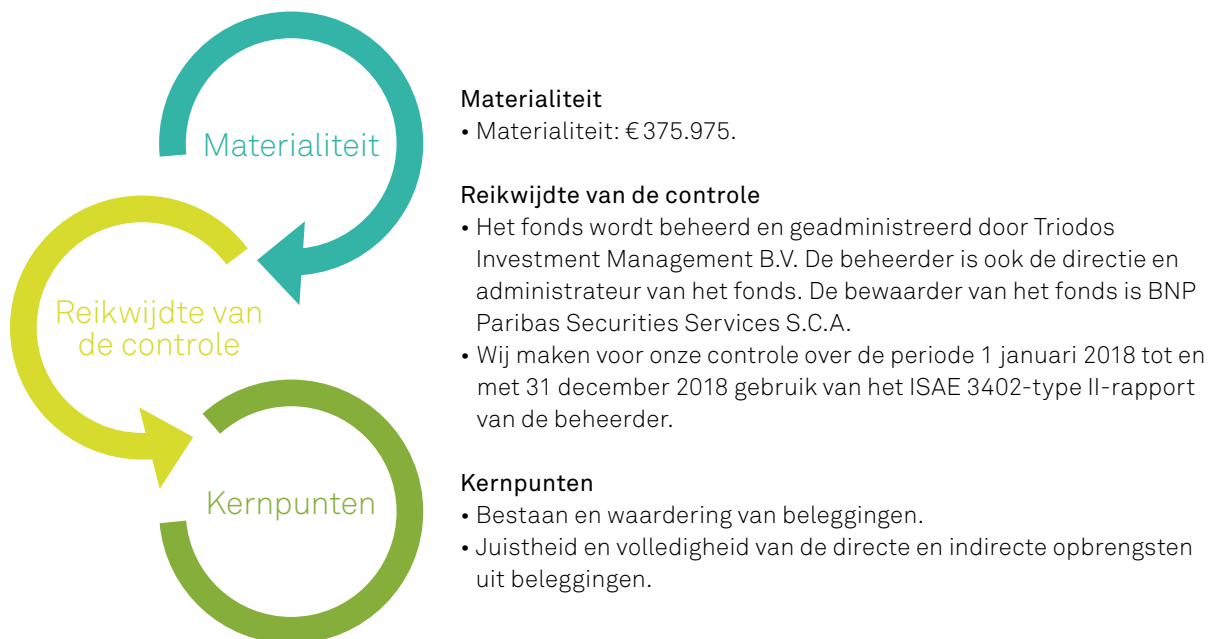 Materialiteit
Reikwijdte van
de controle
Kernpunten
Materialiteit
• Materialiteit: € 375.975.
Reikwijdte van de controle
• Het fonds wordt beheerd en geadministreerd door Triodos
Investment Management B.V. De beheerder is ook de directie en
administrateur van het fonds. De bewaarder van het fonds is BNP
Paribas Securities Services S.C.A.
• Wij maken voor onze controle over de periode 1 januari 2018 tot en
met 31 december 2018 gebruik van het ISAE 3402-type II-rapport
van de beheerder.
Kernpunten
• Bestaan en waardering van beleggingen.
• Juistheid en volledigheid van de directe en indirecte opbrengsten
uit beleggingen.